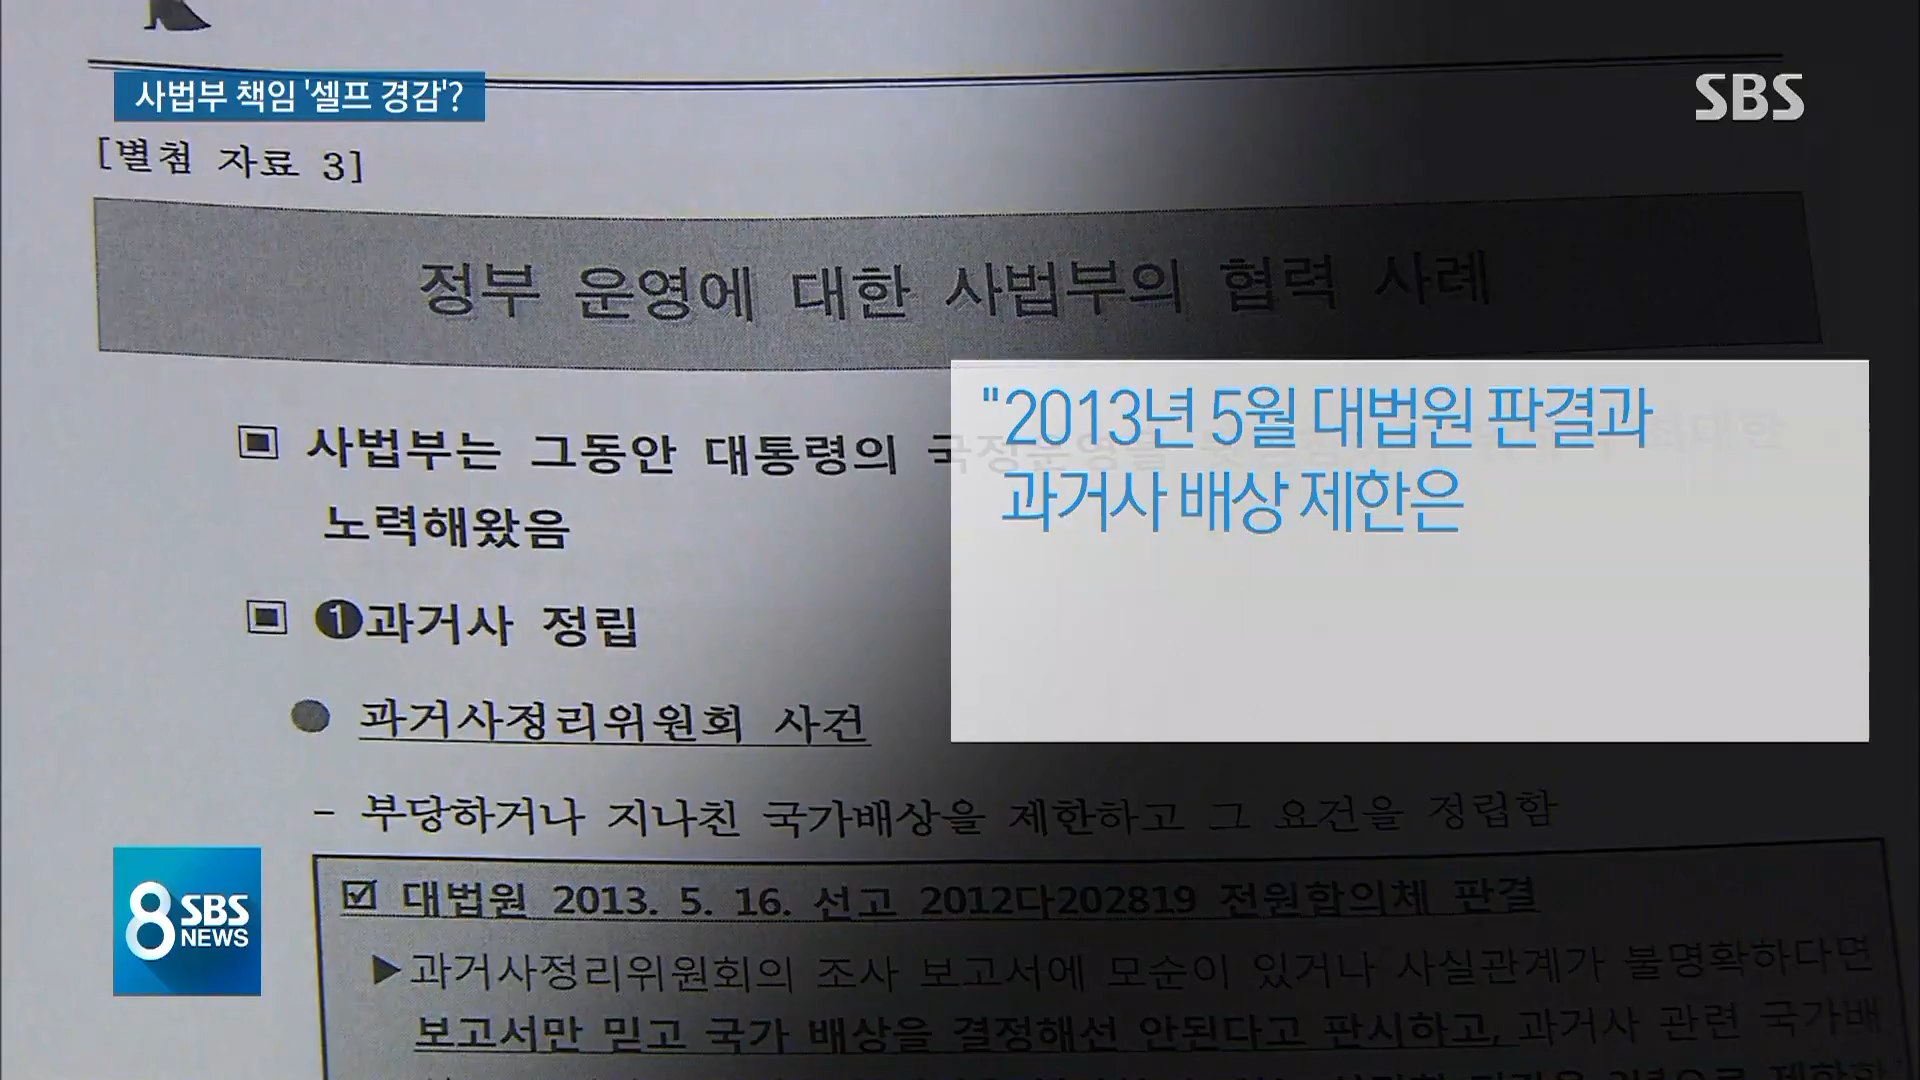 사법부 책임 '셀프 경감'?
SBS
[별첨 자료 3]
정부 운영에 대한 사법부의 협력 사례
▣ 사법부는 그동안 대통령의 국정운영을
노력해왔음
"2013년 5월 대법원 판결과
과거사 배상 제한은
▣ ❶과거사 정립
● 과거사정리위원회 사건
- 부당하거나 지나친 국가배상을 제한하고 그 요건을 정립함
☑ 대법원 2013. 5. 16. 선고 2012다202819 전원합의체 판결
▶과거사정리위원회의 조사 보고서에 모순이 있거나 사실관계가 불명확하다면
보고서만 믿고 국가 배상을 결정해선 안된다고 판시하고, 과거사 관련 국가배
8 SBS
NEWS